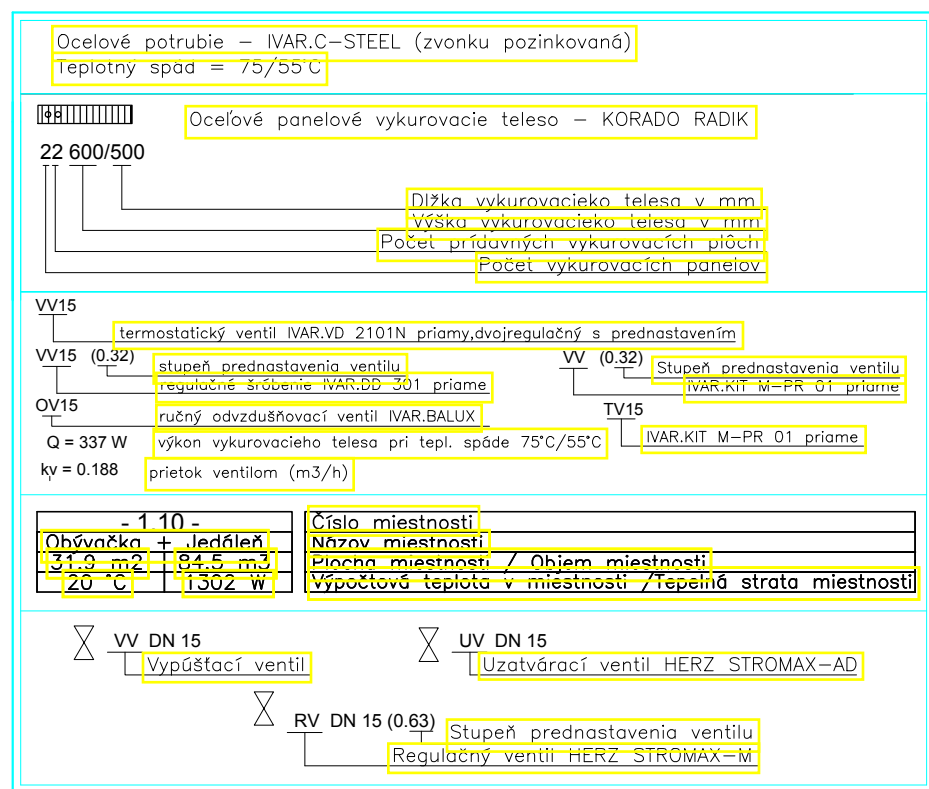 Ocelové potrubie – IVAR.C–STEEL (zvonku pozinkovaná)
Teplotný spád = 75/55°C
Oceľové panelové vykurovacie teleso – KORADO RADIK
22 600/500
Dĺžka vykurovacieko telesa v mm
Výška vykurovacieko telesa v mm
Počet prídavných vykurovacích plôch
Počet vykurovacích panelov
VV15
termostatický ventil IVAR.VD 2101N priamy,dvojregulačný s prednastavením
VV15 (0.32)
stupeň prednastavenia ventilu
regulačné šróbenie IVAR.DD 301 priame
VV (0.32)
Stupeň prednastavenia ventilu
IVAR.KIT M–PR 01 priame
OV15
ručný odvzdušňovací ventil IVAR.BALUX
TV15
IVAR.KIT M–PR 01 priame
Q = 337 W
výkon vykurovacieho telesa pri tepl. spáde 75°C/55°C
kv = 0.188
prietok ventilom (m3/h)
- 1.10 -
Číslo miestnosti
Obývačka + Jedáleň
Názov miestnosti
31.9 m2 84.5 m3
Plocha miestnosti / Objem miestnosti
20 °C 1302 W
Výpočtová teplota v miestnosti /Tepelná strata miestnosti
VV DN 15
Vypúšťací ventil
UV DN 15
Uzatvárací ventil HERZ STROMAX–AD
RV DN 15 (0.63)
Stupeň prednastavenia ventilu
Regulačný ventil HERZ STROMAX–M